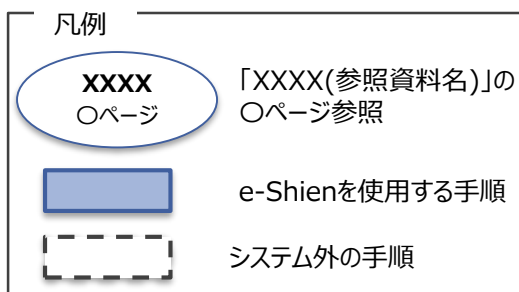 凡例
XXXX
〇ページ
「XXXX(参照資料名)」の
〇ページ参照
e-Shienを使用する手順
システム外の手順